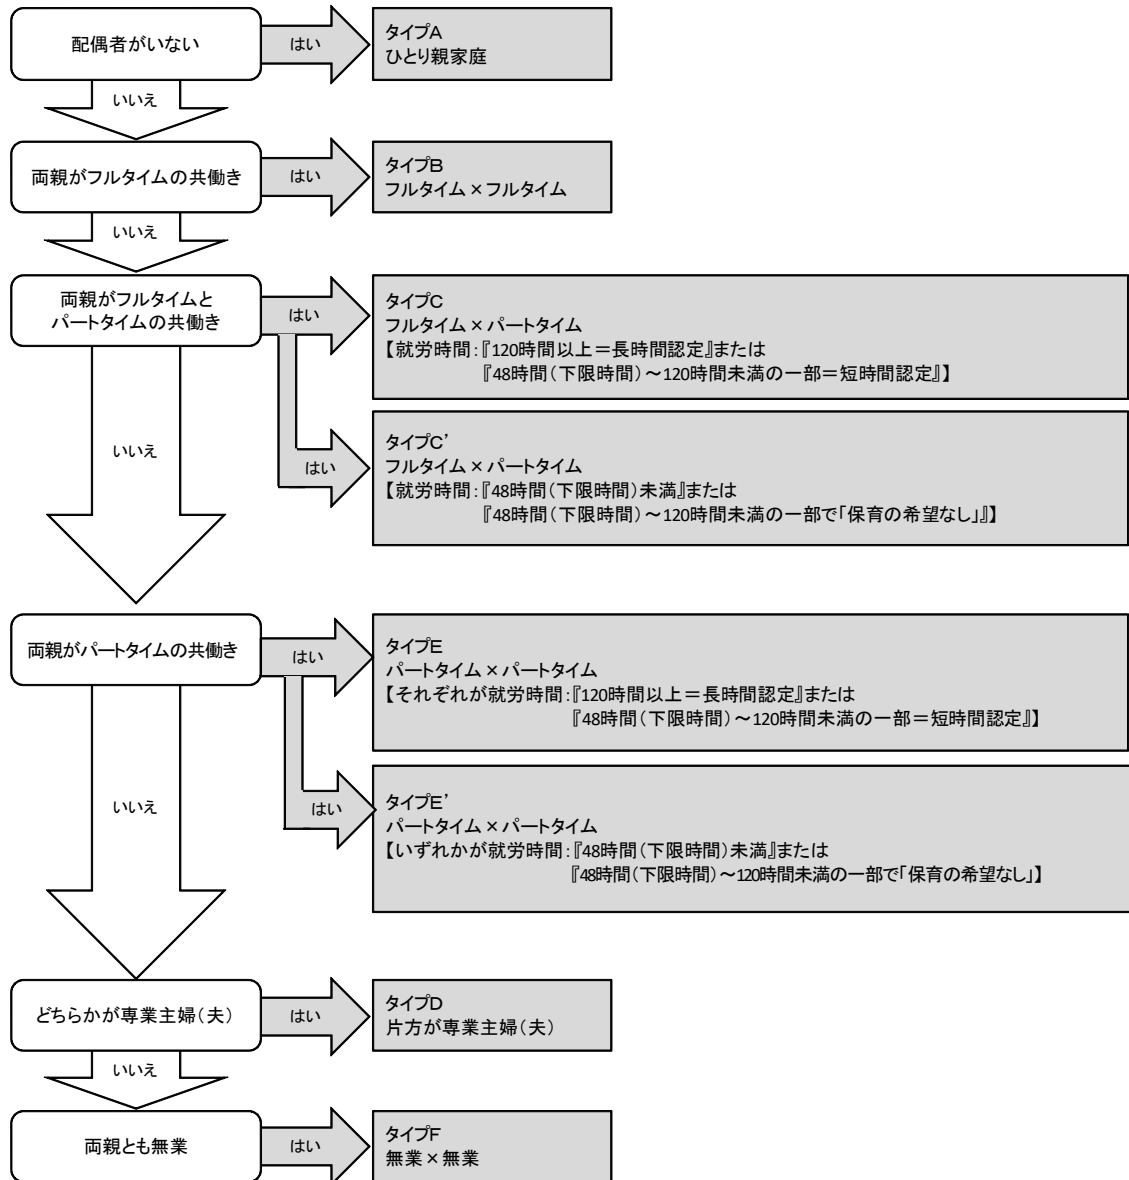 配偶者がいない
はい
タイプA
ひとり親家庭
いいえ
両親がフルタイムの共働き
はい
タイプB
フルタイム×フルタイム
いいえ
両親がフルタイムと
パートタイムの共働き
はい
タイプC
フルタイム×パートタイム
【就労時間:『120時間以上=長時間認定』または
『48時間(下限時間)～120時間未満の一部=短時間認定』】
いいえ
はい
タイプC’
フルタイム×パートタイム
【就労時間:『48時間(下限時間)未満』または
『48時間(下限時間)～120時間未満の一部で「保育の希望なし」』】
両親がパートタイムの共働き
はい
タイプE
パートタイム×パートタイム
【それぞれが就労時間:『120時間以上=長時間認定』または
『48時間(下限時間)～120時間未満の一部=短時間認定』】
いいえ
はい
タイプE’
パートタイム×パートタイム
【いずれかが就労時間:『48時間(下限時間)未満』または
『48時間(下限時間)～120時間未満の一部で「保育の希望なし」】
どちらかが専業主婦(夫)
はい
タイプD
片方が専業主婦(夫)
いいえ
両親とも無業
はい
タイプF
無業×無業